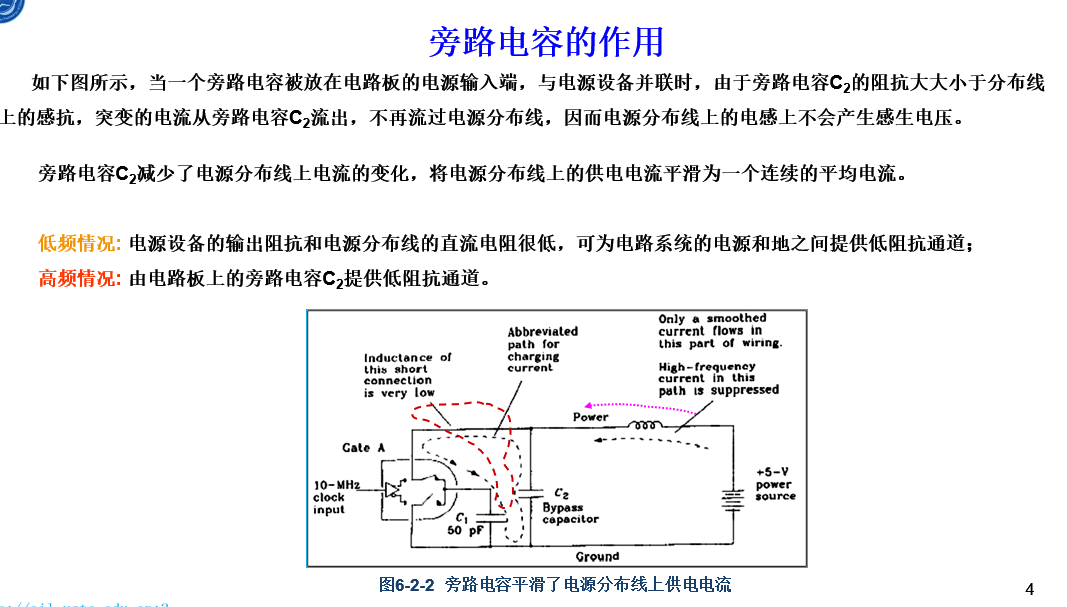 旁路电容的作用
如下图所示，当一个旁路电容被放在电路板的电源输入端，与电源设备并联时，由于旁路电容C2的阻抗大大小于分布线
上的感抗，突变的电流从旁路电容C2流出，不再流过电源分布线，因而电源分布线上的电感上不会产生感生电压。
旁路电容C2减少了电源分布线上电流的变化，将电源分布线上的供电电流平滑为一个连续的平均电流。
低频情况: 电源设备的输出阻抗和电源分布线的直流电阻很低，可为电路系统的电源和地之间提供低阻抗通道；
高频情况: 由电路板上的旁路电容C2提供低阻抗通道。
Inductance of
this short
connection
is very low
Abbreviated
path for
charging
current
Only a smoothed
current flows in
this part of wiring.
High-frequency
current in this
path is suppressed
Power
Gate A
10-MHz
clock
input
C1
50 pF
C2
Bypass
capacitor
+5-V
power
source
Ground
图6-2-2 旁路电容平滑了电源分布线上供电电流
4